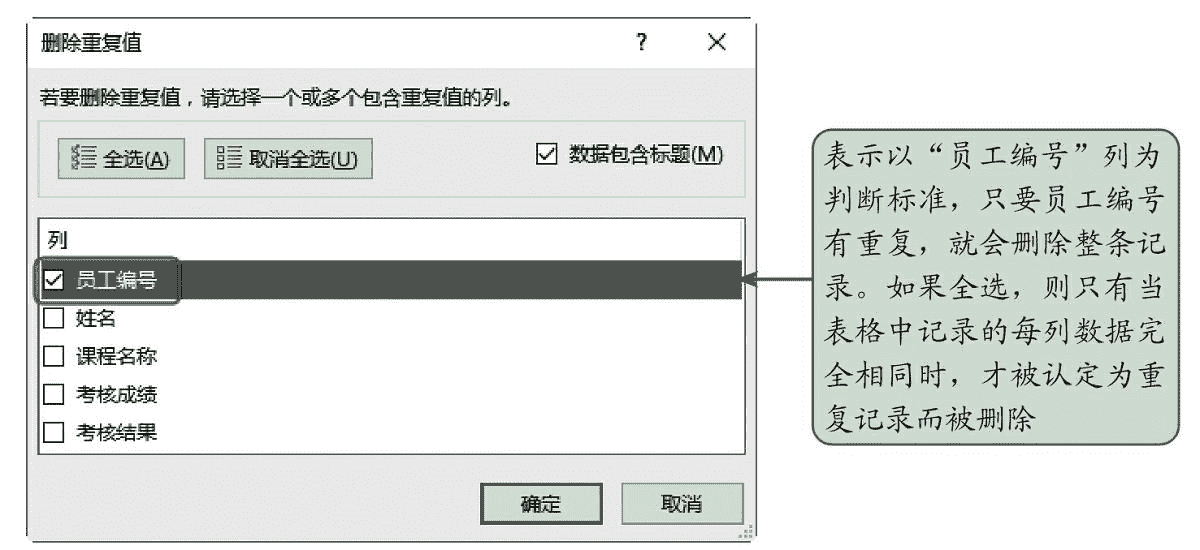 删除重复值 ? ×
若要删除重复值，请选择一个或多个包含重复值的列。
全选(A) 取消全选(U) 数据包含标题(M)
列
员工编号
姓名
课程名称
考核成绩
考核结果
确定 取消
表示以“员工编号”列为
判断标准，只要员工编号
有重复，就会删除整条记
录。如果全选，则只有当
表格中记录的每列数据完
全相同时，才被认定为重
复记录而被删除